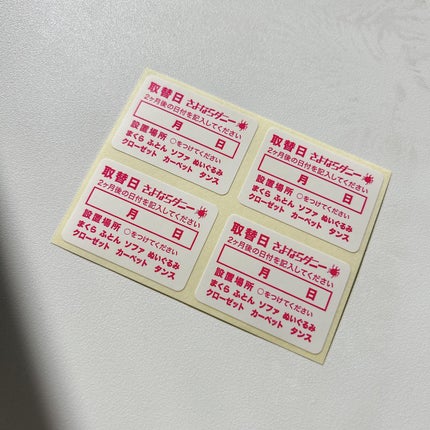 取替日 さよならダニー
2ヶ月後の日付を記入してください
月 日
設置場所 ○をつけてください
まくら ふとん ソファ ぬいぐるみ
クローゼット カーペット タンス
取替日 さよならダニー
2ヶ月後の日付を記入してください
月 日
設置場所 ○をつけてください
まくら ふとん ソファ ぬいぐるみ
クローゼット カーペット タンス
取替日 さよならダニー
2ヶ月後の日付を記入してください
月 日
設置場所 ○をつけてください
まくら ふとん ソファ ぬいぐるみ
クローゼット カーペット タンス
取替日 さよならダニー
2ヶ月後の日付を記入してください
月 日
設置場所 ○をつけてください
まくら ふとん ソファ ぬいぐるみ
クローゼット カーペット タンス